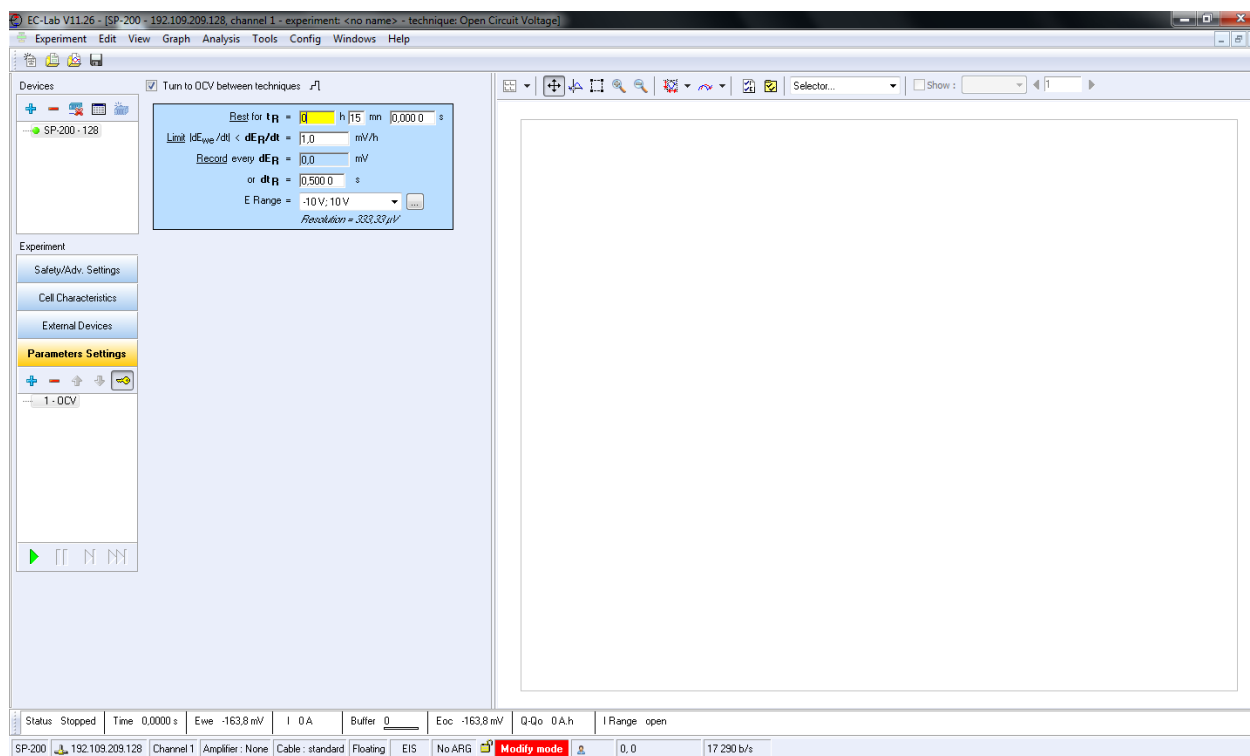 EC-Lab V11.26 - [SP-200 - 192.109.209.128, channel 1 - experiment: <no name> - technique: Open Circuit Voltage]
Experiment Edit View Graph Analysis Tools Config Windows Help
Devices
SP-200 - 128
Turn to OCV between techniques
Rest for tR = 0 h 15 mn 0,000 0 s
Limit |dEwe/dt| < dER/dt = 1,0 mV/h
Record every dER = 0,0 mV
or dtR = 0,500 0 s
E Range = -10 V; 10 V ...
Resolution = 333,33 µV
Selector... Show : 1
Experiment
Safety/Adv. Settings
Cell Characteristics
External Devices
Parameters Settings
1 - OCV
Status Stopped Time 0,0000 s Ewe -163,8 mV I 0 A Buffer 0 Eoc -163,8 mV Q-Qo 0 A.h I Range open
SP-200 192.109.209.128 Channel 1 Amplifier : None Cable : standard Floating EIS No ARG Modify mode 0, 0 17 290 b/s